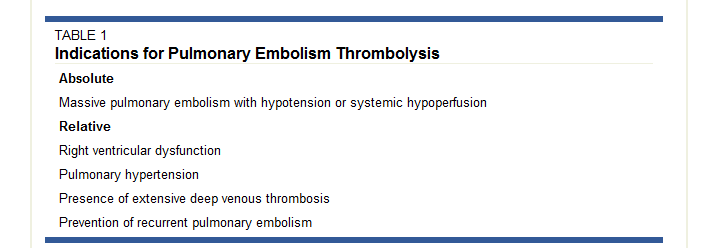 TABLE 1
Indications for Pulmonary Embolism Thrombolysis
Absolute
Massive pulmonary embolism with hypotension or systemic hypoperfusion
Relative
Right ventricular dysfunction
Pulmonary hypertension
Presence of extensive deep venous thrombosis
Prevention of recurrent pulmonary embolism